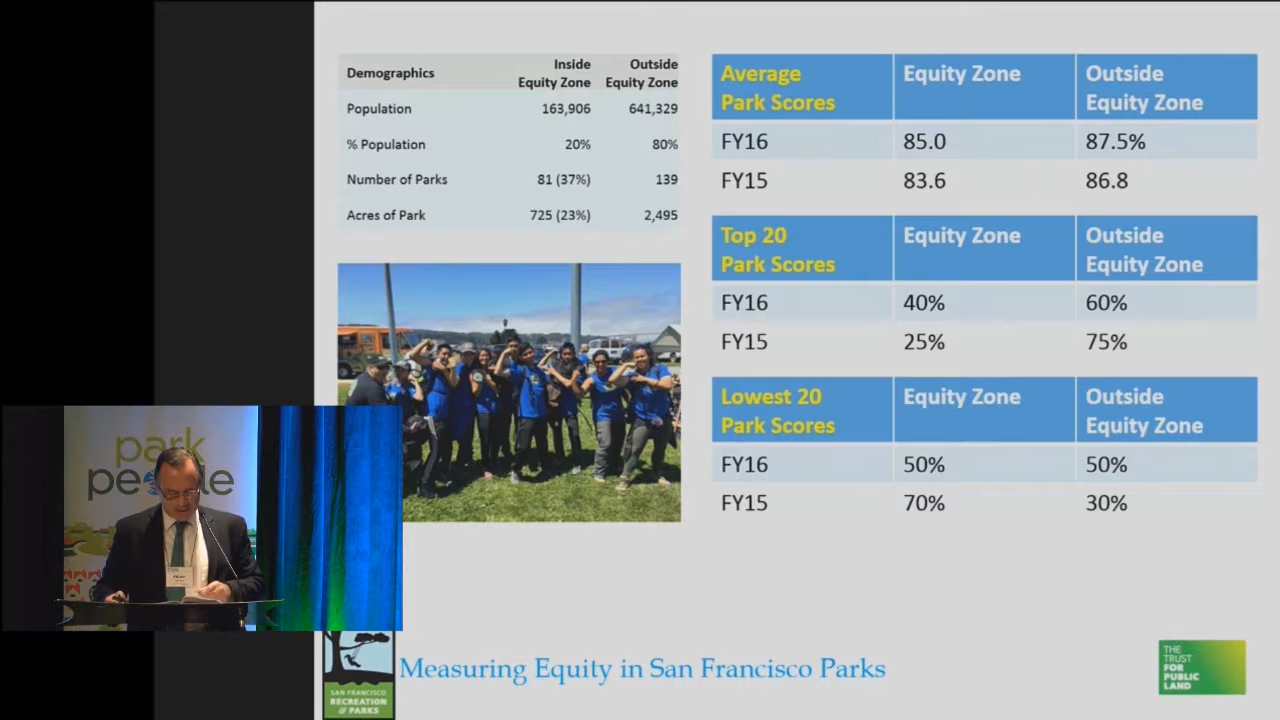 Demographics Inside Equity Zone Outside Equity Zone
Population 163,906 641,329
% Population 20% 80%
Number of Parks 81 (37%) 139
Acres of Park 725 (23%) 2,495
Average Park Scores Equity Zone Outside Equity Zone
FY16 85.0 87.5%
FY15 83.6 86.8
Top 20 Park Scores Equity Zone Outside Equity Zone
FY16 40% 60%
FY15 25% 75%
Lowest 20 Park Scores Equity Zone Outside Equity Zone
FY16 50% 50%
FY15 70% 30%
park
people
SAN FRANCISCO
RECREATION
& PARKS
Measuring Equity in San Francisco Parks
THE
TRUST
FOR
PUBLIC
LAND